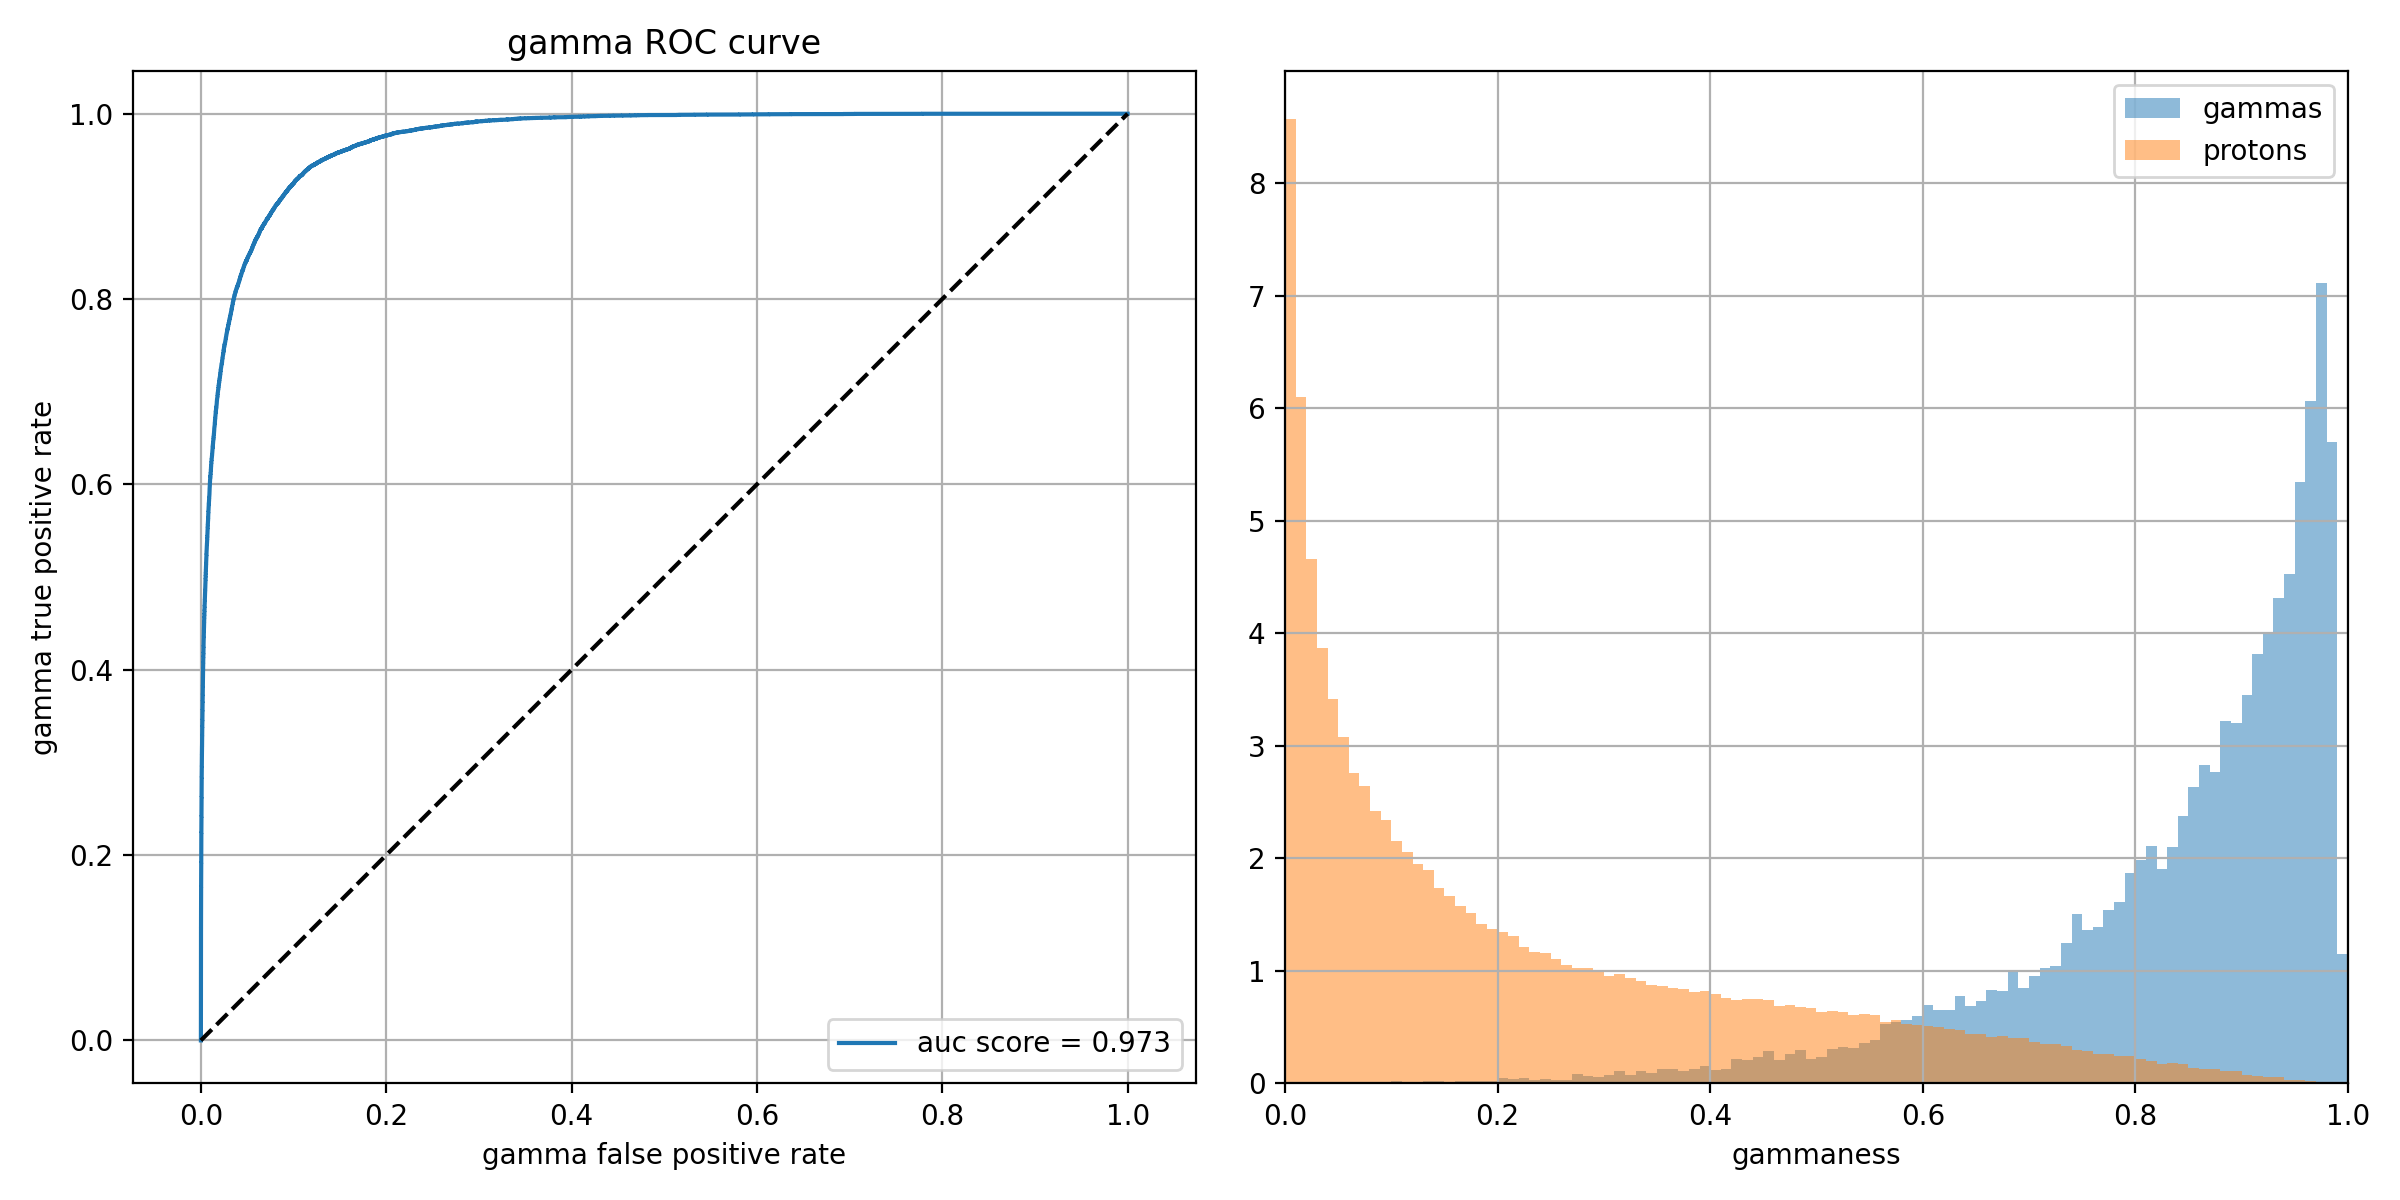 gamma ROC curve
gamma true positive rate
1.0
0.8
0.6
0.4
0.2
0.0
auc score = 0.973
0.0 0.2 0.4 0.6 0.8 1.0
gamma false positive rate
gammas
protons
8
7
6
5
4
3
2
1
0
0.0 0.2 0.4 0.6 0.8 1.0
gammaness